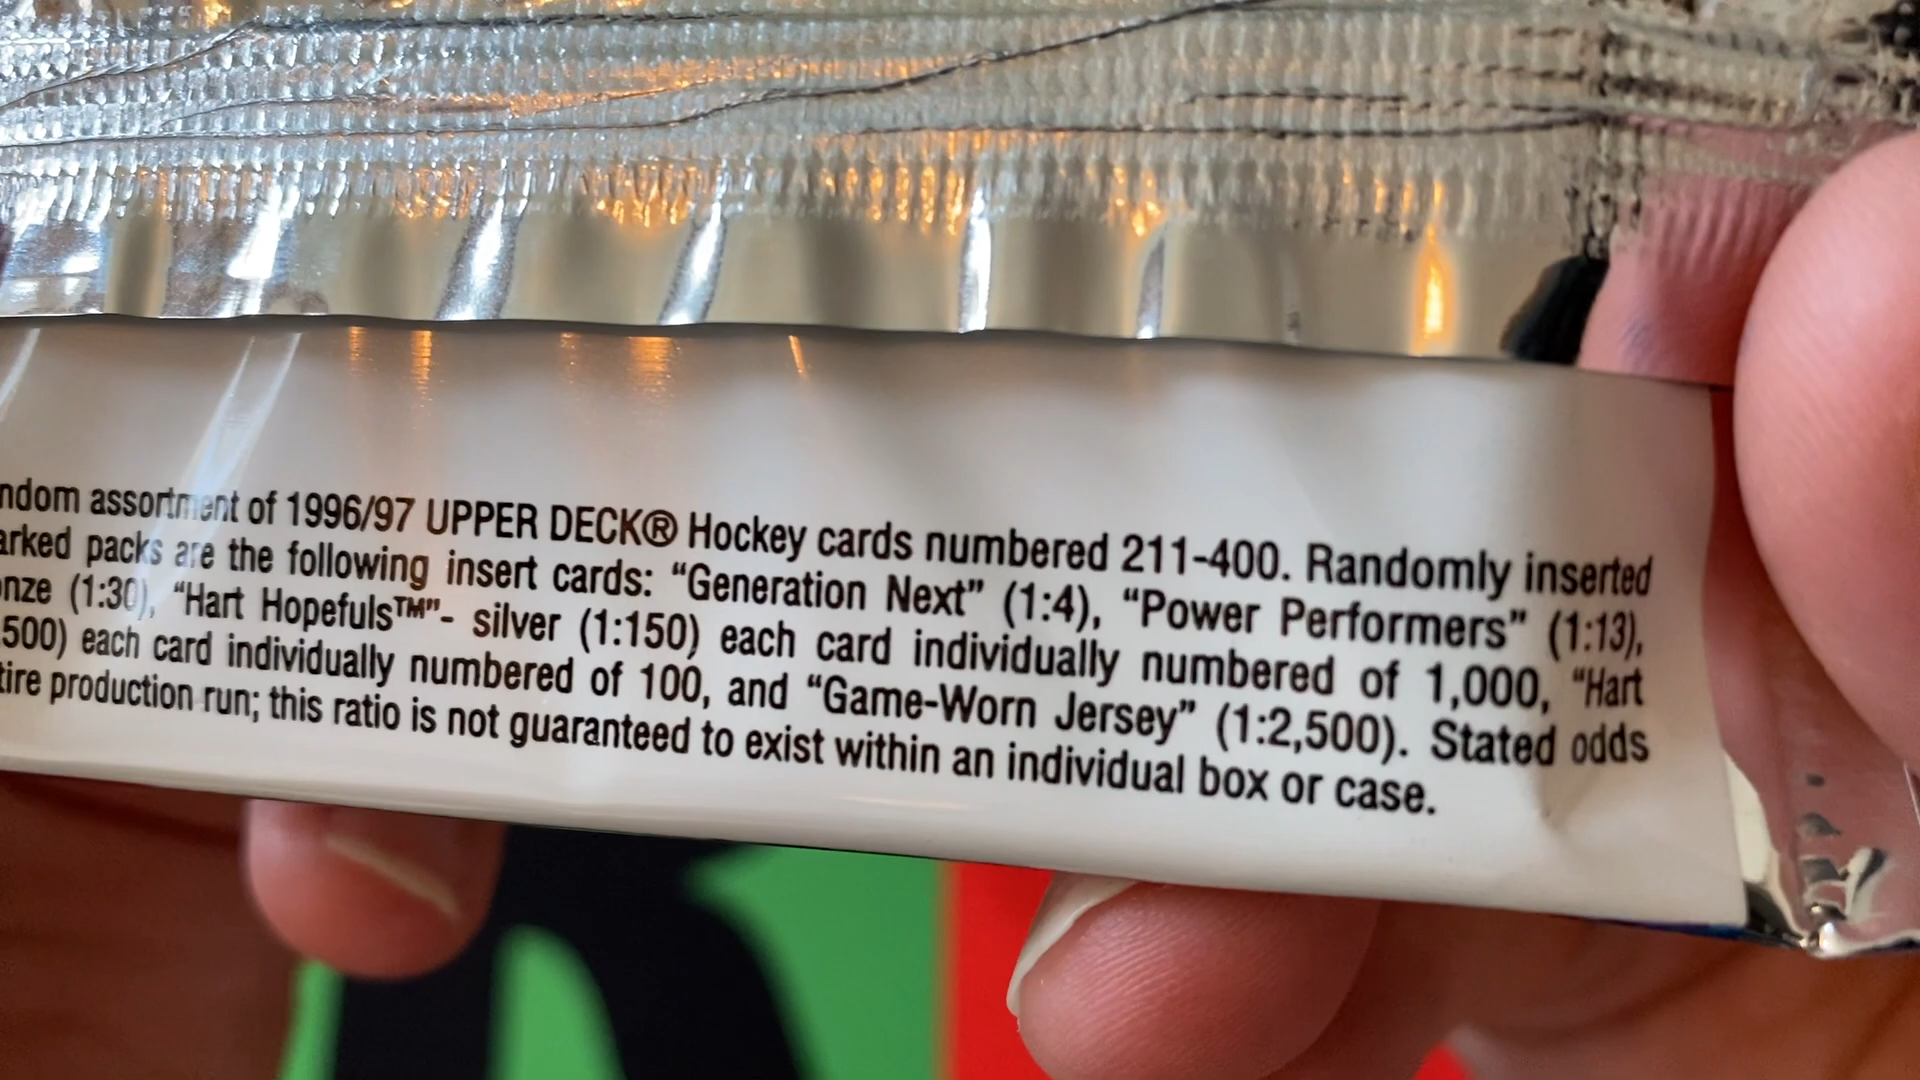 ndom assortment of 1996/97 UPPER DECK® Hockey cards numbered 211-400. Randomly inserted
arked packs are the following insert cards: “Generation Next” (1:4), “Power Performers” (1:13),
onze (1:30), “Hart Hopefuls™”- silver (1:150) each card individually numbered of 1,000, “Hart
500) each card individually numbered of 100, and “Game-Worn Jersey” (1:2,500). Stated odds
tire production run; this ratio is not guaranteed to exist within an individual box or case.